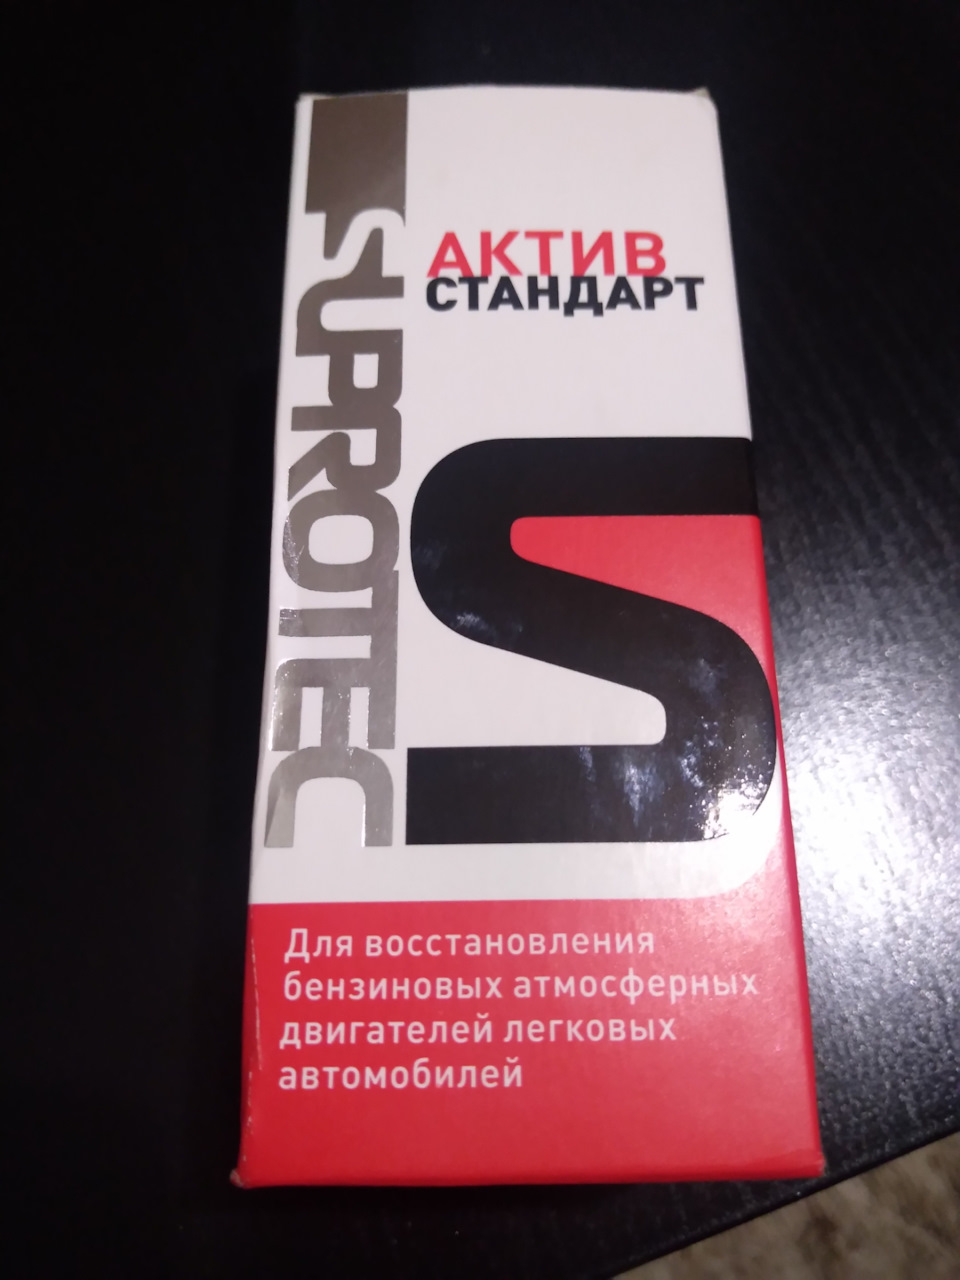 SUPROTEC
АКТИВ
СТАНДАРТ
S
Для восстановления
бензиновых атмосферных
двигателей легковых
автомобилей